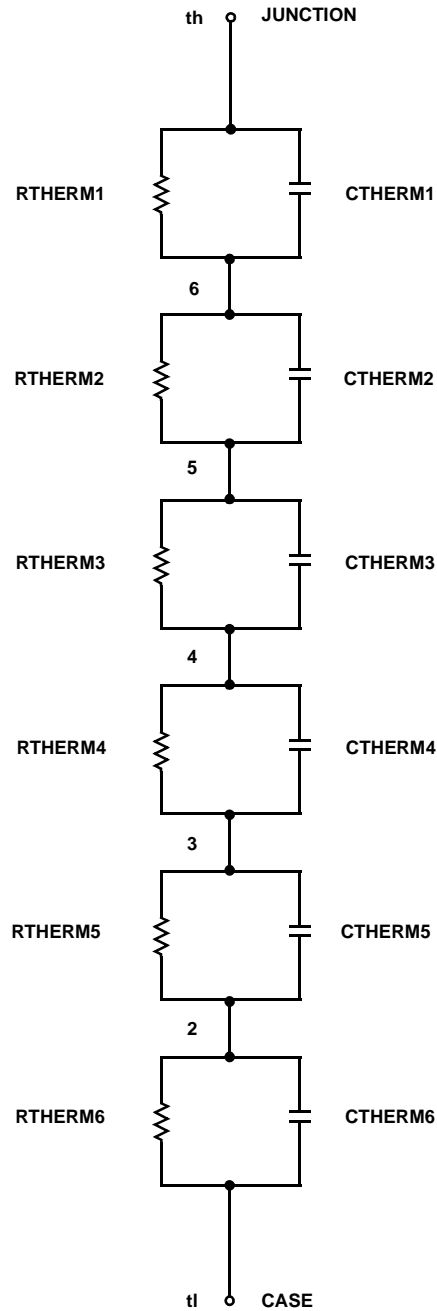 th JUNCTION
RTHERM1 CTHERM1
6
RTHERM2 CTHERM2
5
RTHERM3 CTHERM3
4
RTHERM4 CTHERM4
3
RTHERM5 CTHERM5
2
RTHERM6 CTHERM6
tl CASE